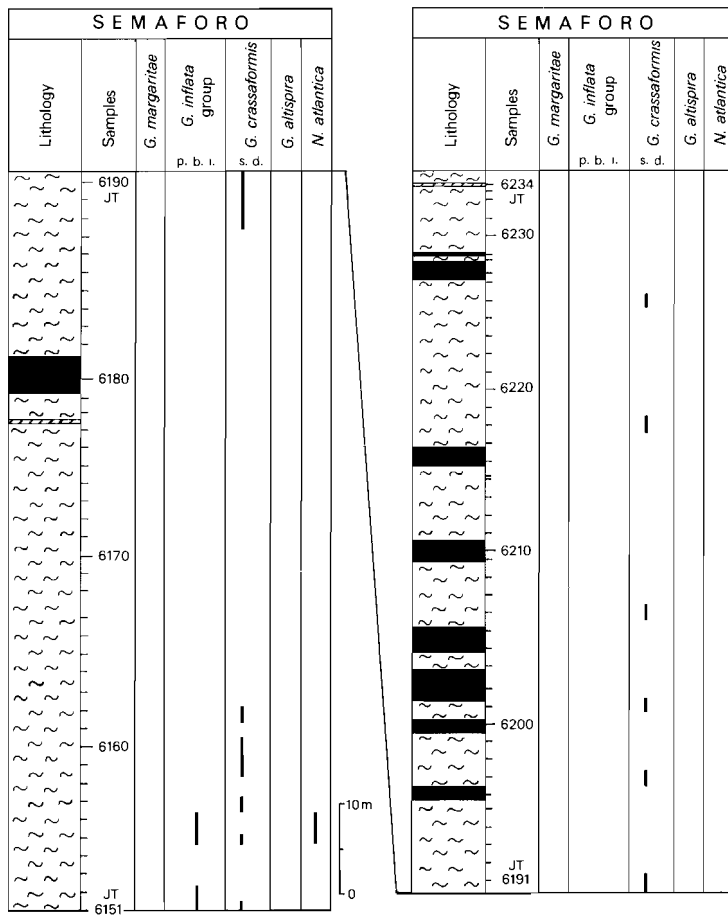 SEMAFORO
Lithology
Samples
G. margaritae
G. inflata
group
G. crassaformis
G. altispira
N. atlantica
p. b. i.
s. d.
6190
JT
6180
6170
6160
JT
6151
10 m
0
SEMAFORO
Lithology
Samples
G. margaritae
G. inflata
group
G. crassaformis
G. altispira
N. atlantica
p. b. i.
s. d.
6234
JT
6230
6220
6210
6200
JT
6191